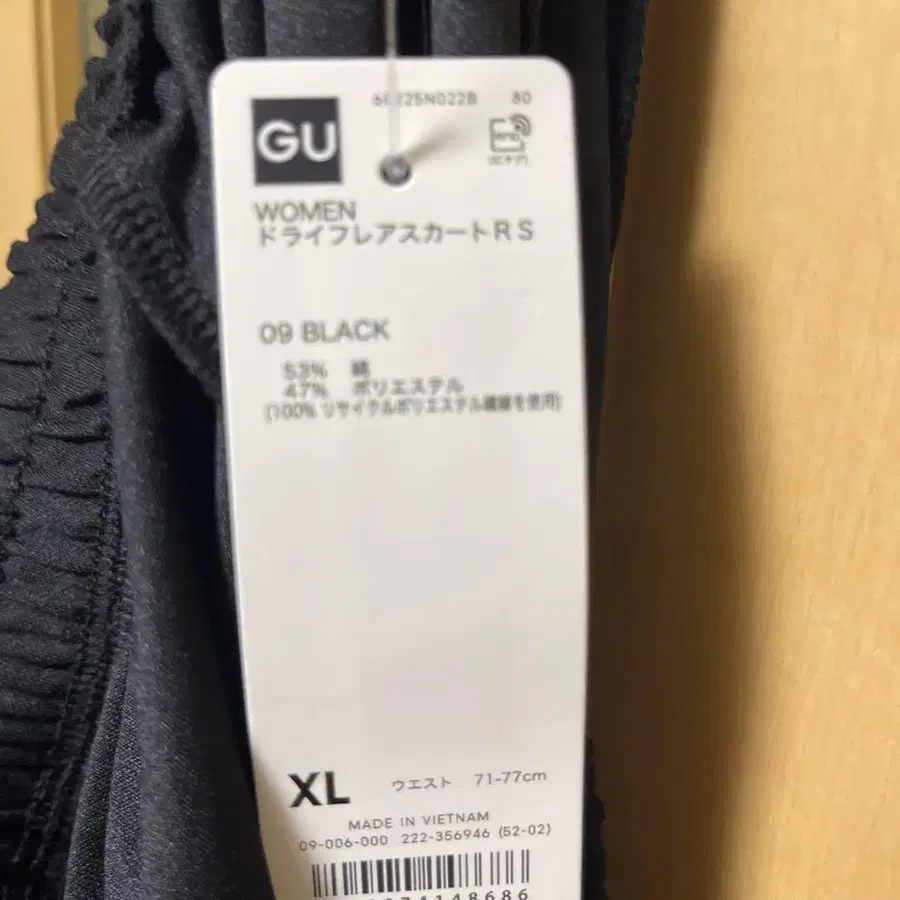 GU
80
WOMEN
ドライフレアスカートRS
09 BLACK
53% 綿
47% ポリエステル
(100% リサイクルポリエステル繊維を使用)
XL ウエスト 71-77cm
MADE IN VIETNAM
09-006-000 222-356946 (52-02)